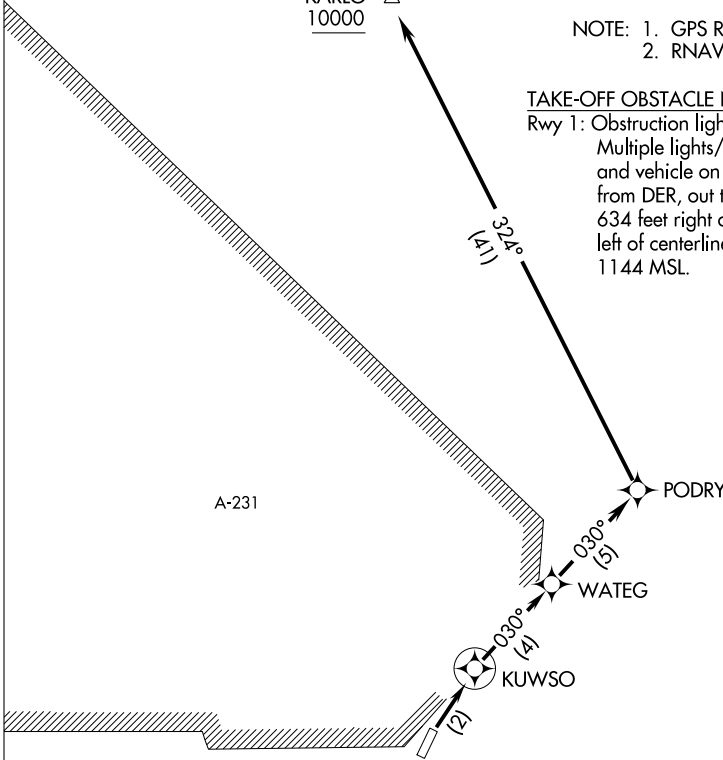 10000
NOTE: 1. GPS R
2. RNAV
TAKE-OFF OBSTACLE
Rwy 1: Obstruction ligh
Multiple lights/
and vehicle on
from DER, out t
634 feet right o
left of centerline
1144 MSL.
324°
(41)
A-231
PODRY
030°
(5)
WATEG
030°
(4)
KUWSO
(2)